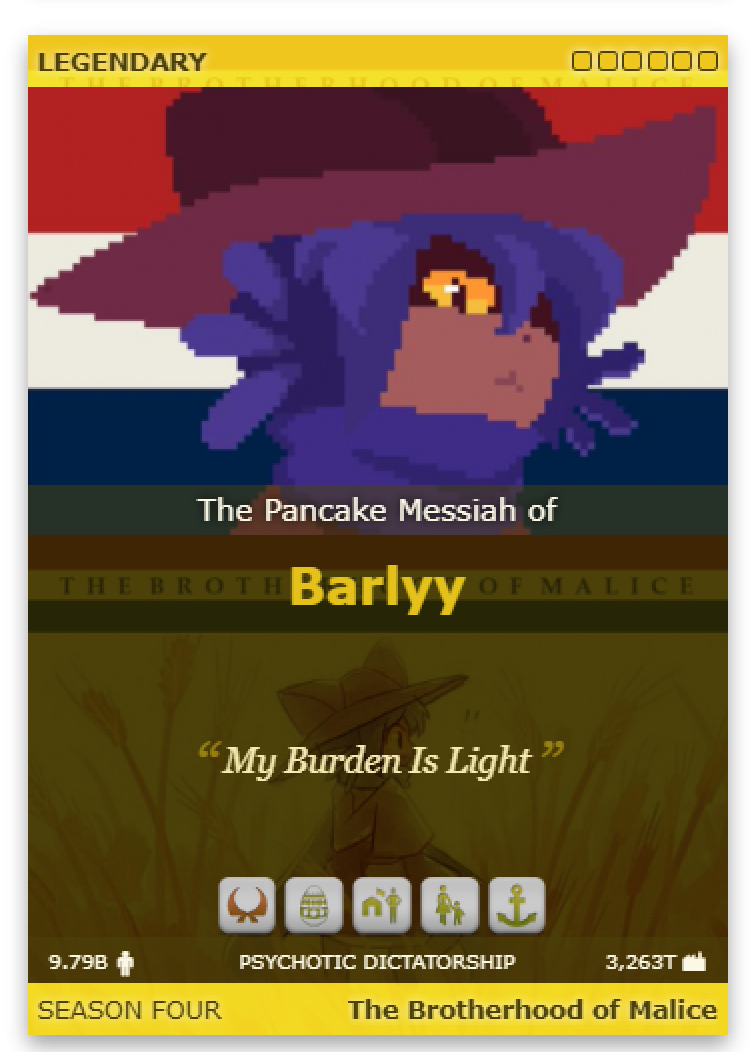 LEGENDARY
THE BROTHERHOOD OF MALICE
The Pancake Messiah of
Barlyy
THE BROTH OF MALICE
“My Burden Is Light”
9.79B
PSYCHOTIC DICTATORSHIP
3,263T
SEASON FOUR
The Brotherhood of Malice